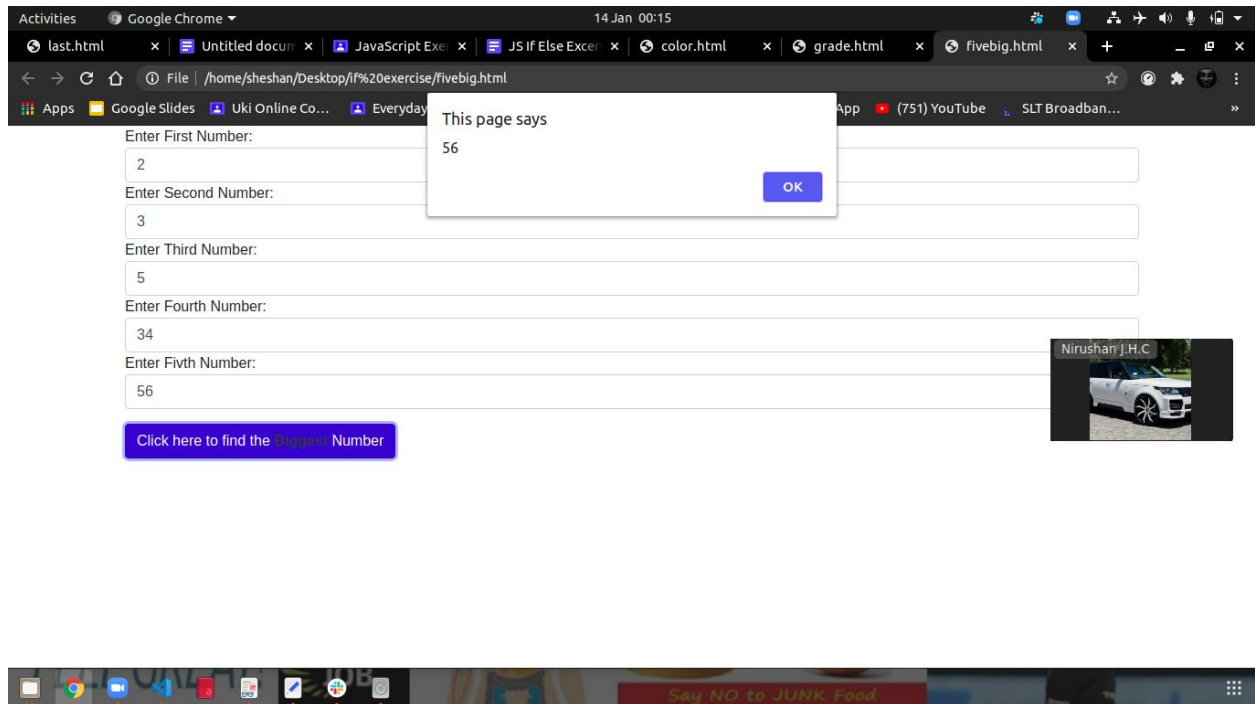 Activities Google Chrome 14 Jan 00:15
last.html Untitled docum JavaScript Exer JS If Else Excer color.html grade.html fivebig.html
File /home/sheshan/Desktop/if%20exercise/fivebig.html
Apps Google Slides Uki Online Co... Everyday App (751) YouTube SLT Broadban... »
This page says
56
OK
Enter First Number:
2
Enter Second Number:
3
Enter Third Number:
5
Enter Fourth Number:
34
Enter Fivth Number:
56
Nirushan J.H.C
Click here to find the Biggest Number
JOB
Say NO to JUNK Food